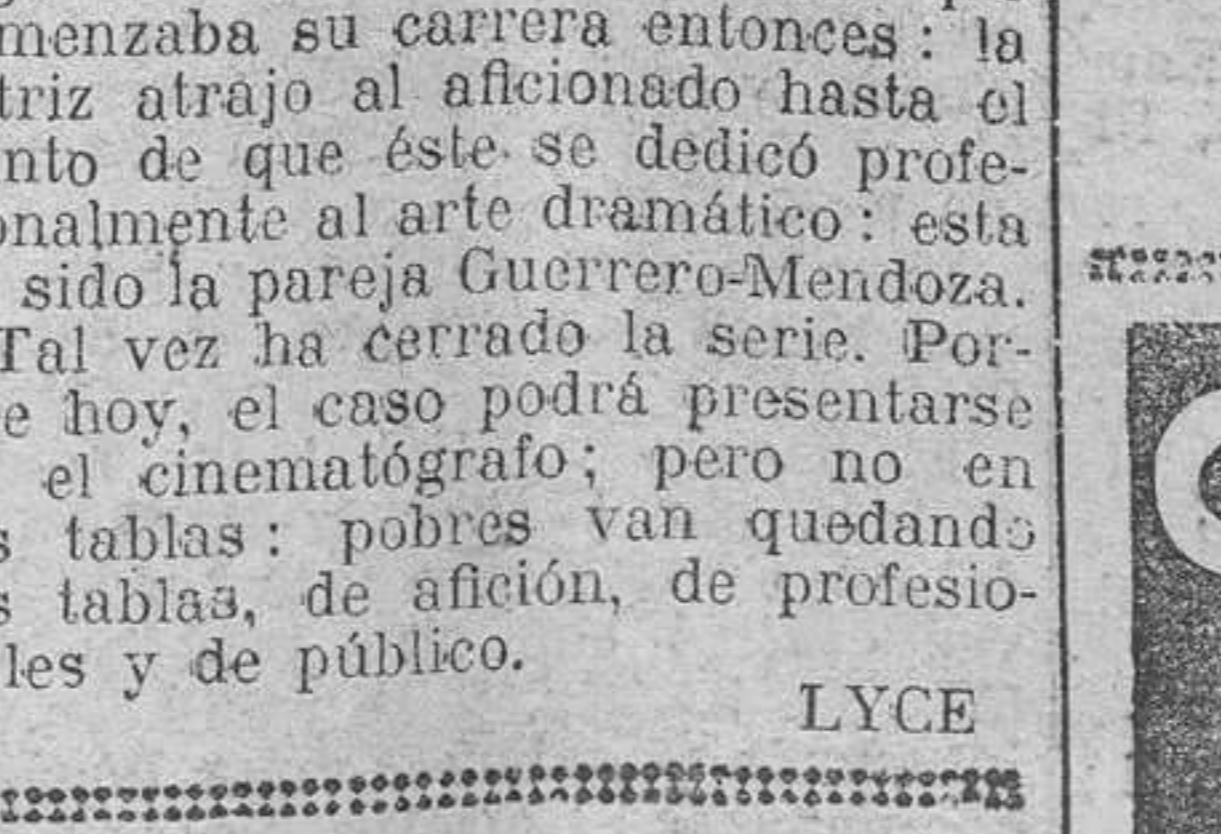 menzaba su carrera entonces: la
triz atrajo al aficionado hasta el
nto de que éste se dedicó profe-
onalmente al arte dramático: esta
sido la pareja Guerrero-Mendoza.
Tal vez ha cerrado la serie. Por-
e hoy, el caso podrá presentarse
el cinematógrafo; pero no en
s tablas: pobres van quedando
s tablas, de afición, de profesio-
les y de público.
LYCE